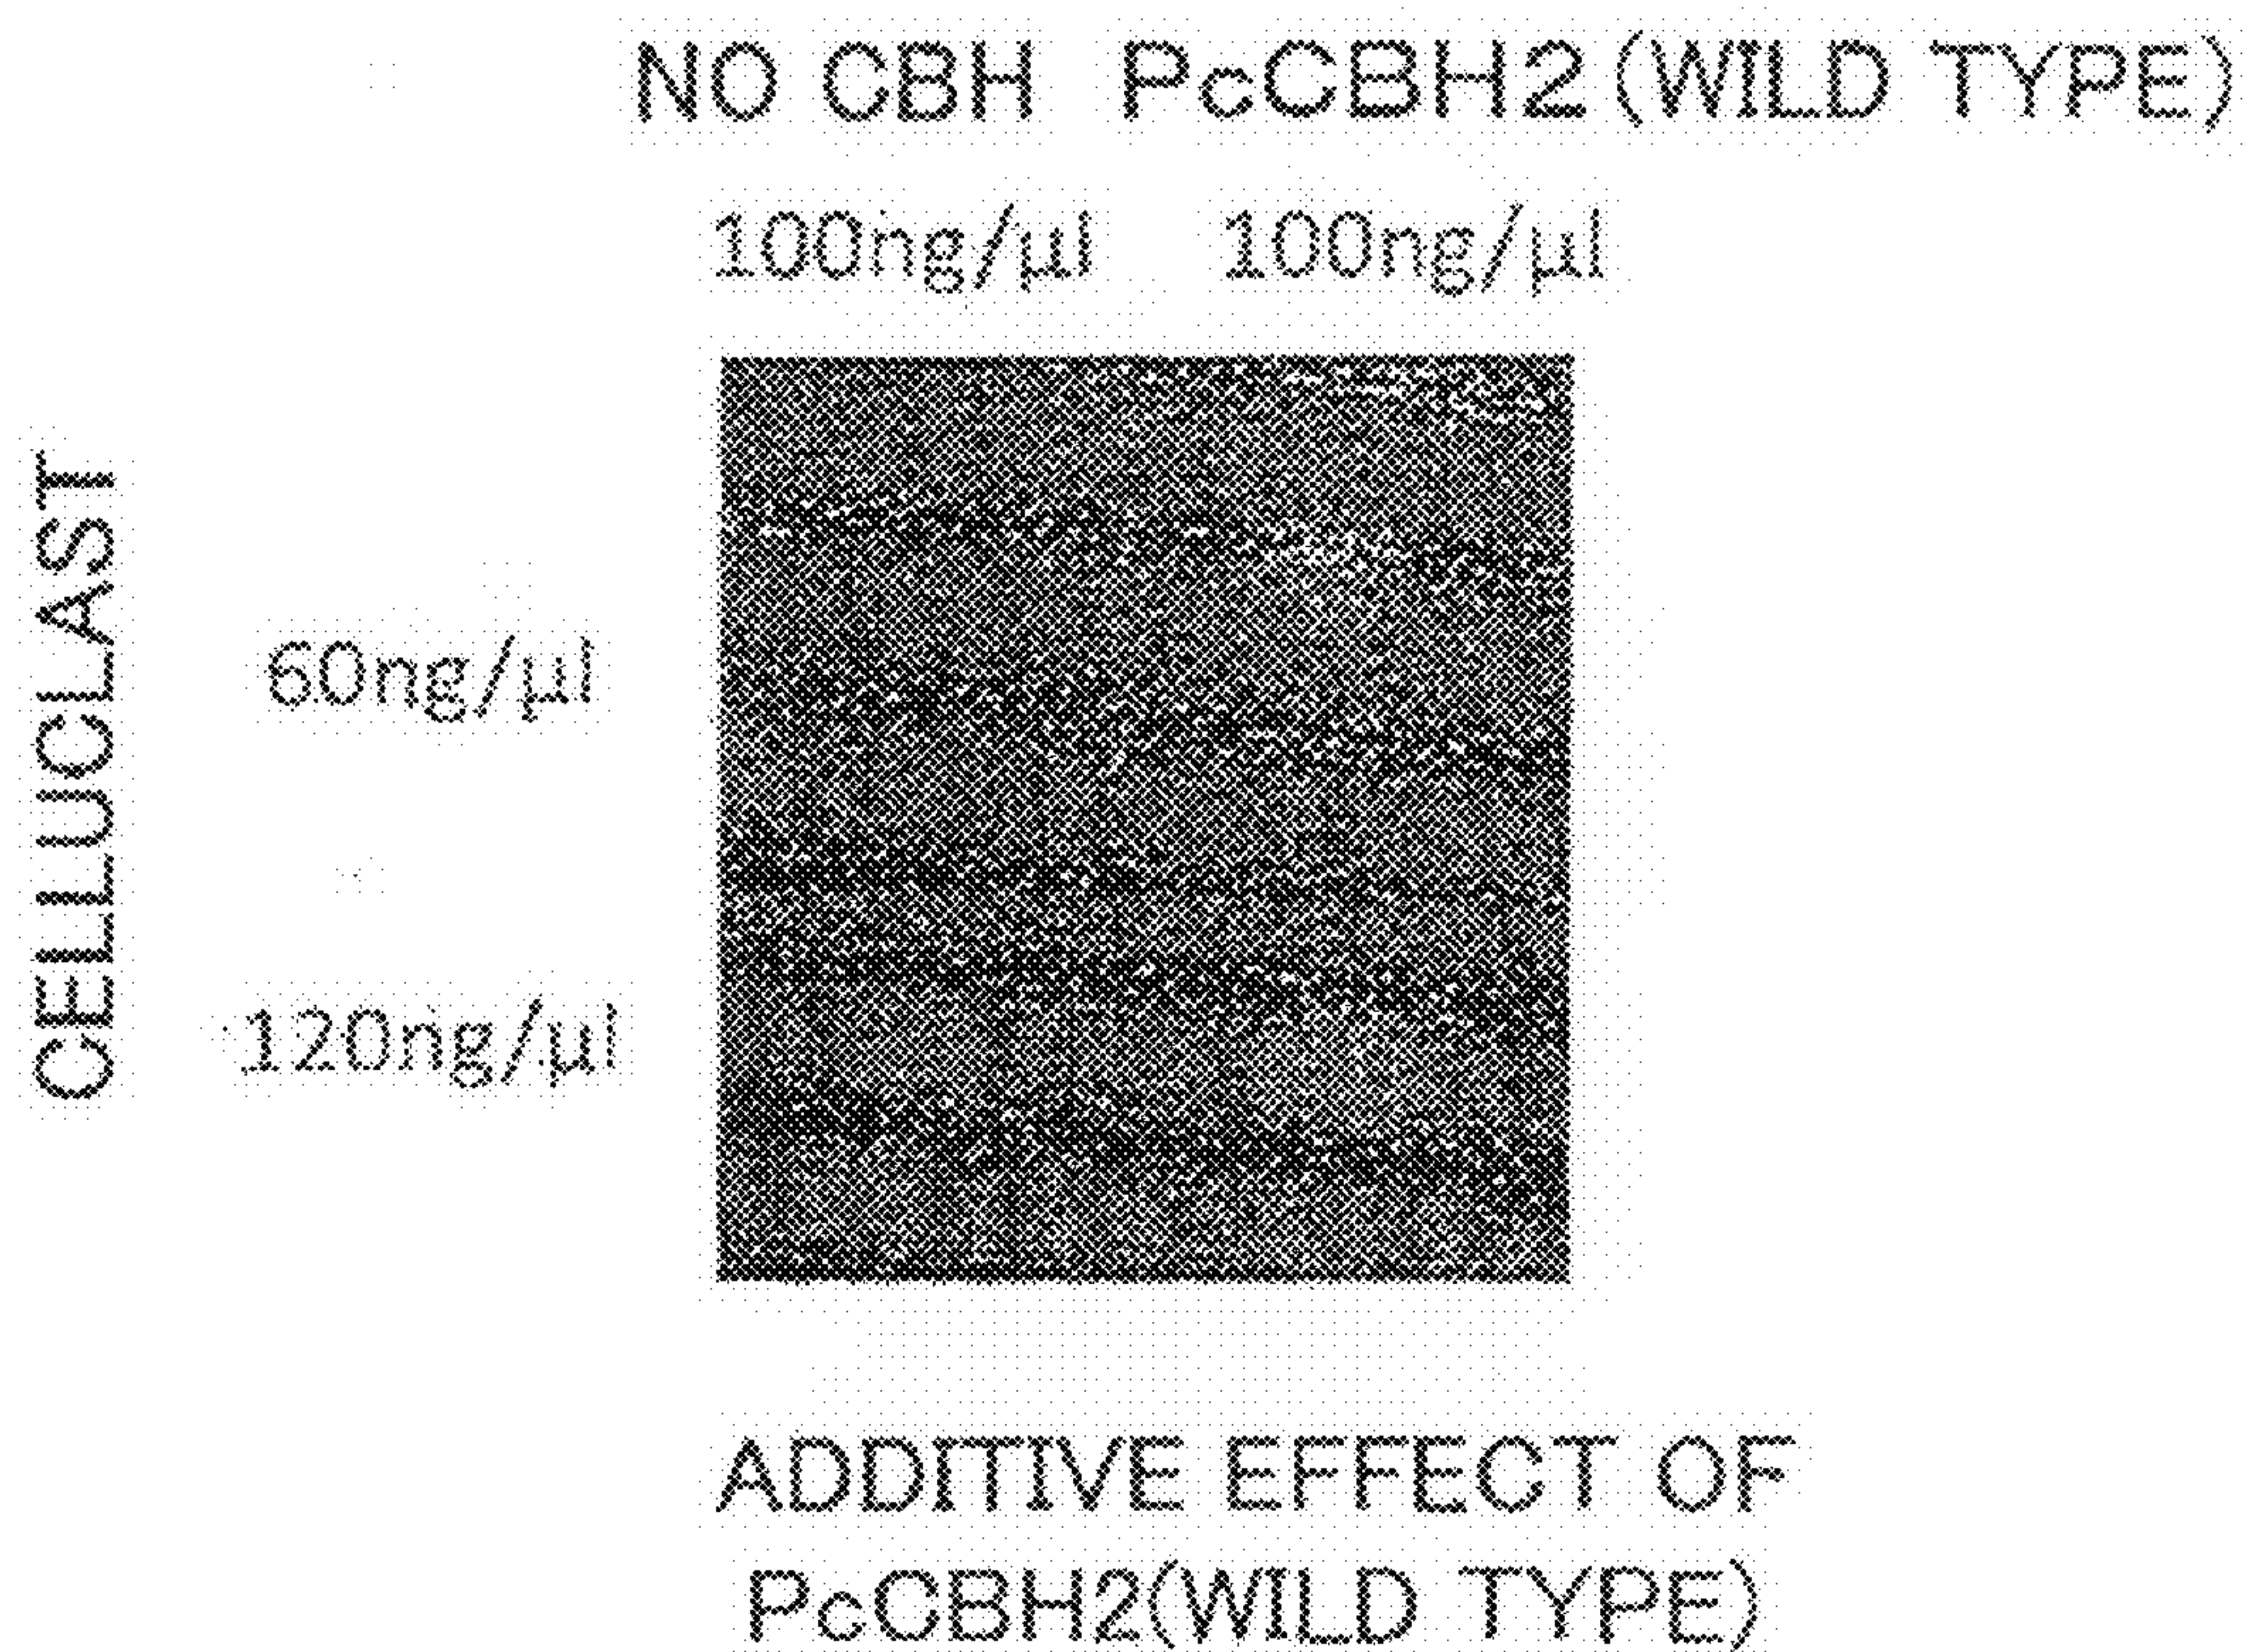 NO CBH PcCBH2 (WILD TYPE)
100ng/µl 100ng/µl
CELLUCLAST
60ng/µl
120ng/µl
ADDITIVE EFFECT OF
PcCBH2(WILD TYPE)